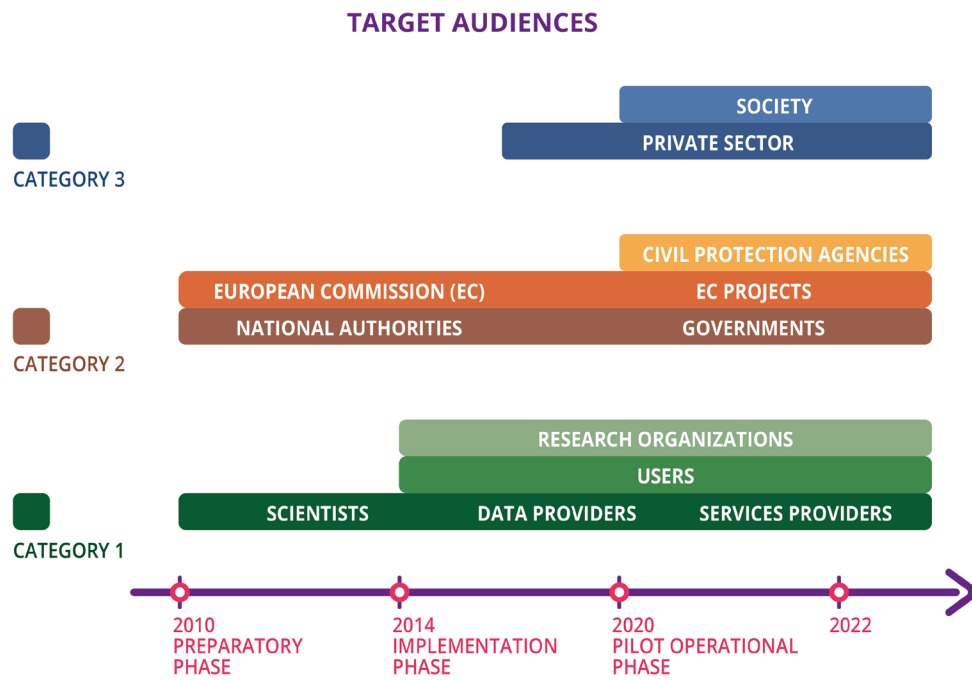 TARGET AUDIENCES
SOCIETY
PRIVATE SECTOR
CATEGORY 3
CIVIL PROTECTION AGENCIES
EUROPEAN COMMISSION (EC) EC PROJECTS
NATIONAL AUTHORITIES GOVERNMENTS
CATEGORY 2
RESEARCH ORGANIZATIONS
USERS
SCIENTISTS DATA PROVIDERS SERVICES PROVIDERS
CATEGORY 1
2010
PREPARATORY
PHASE
2014
IMPLEMENTATION
PHASE
2020
PILOT OPERATIONAL
PHASE
2022